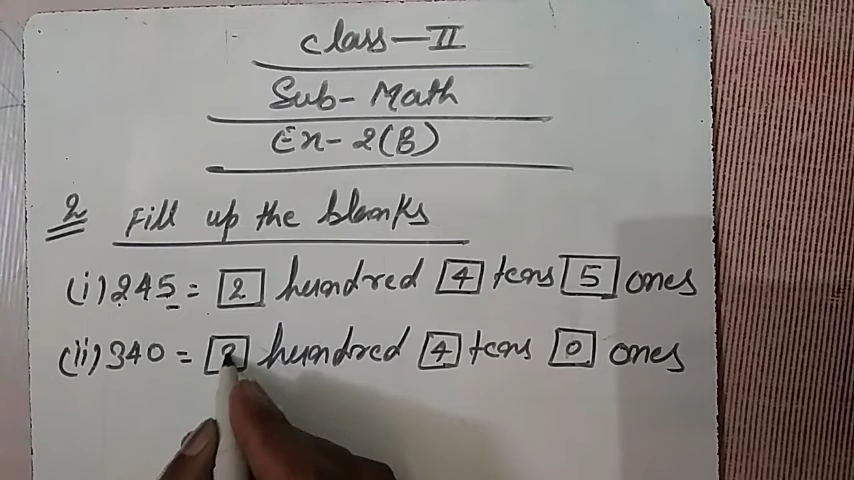 class-II
Sub- Math
Ex- 2(B)
2 Fill up the blanks
(i) 245 = 2 hundred 4 tens 5 ones
(ii) 340 = 3 hundred 4 tens 0 ones